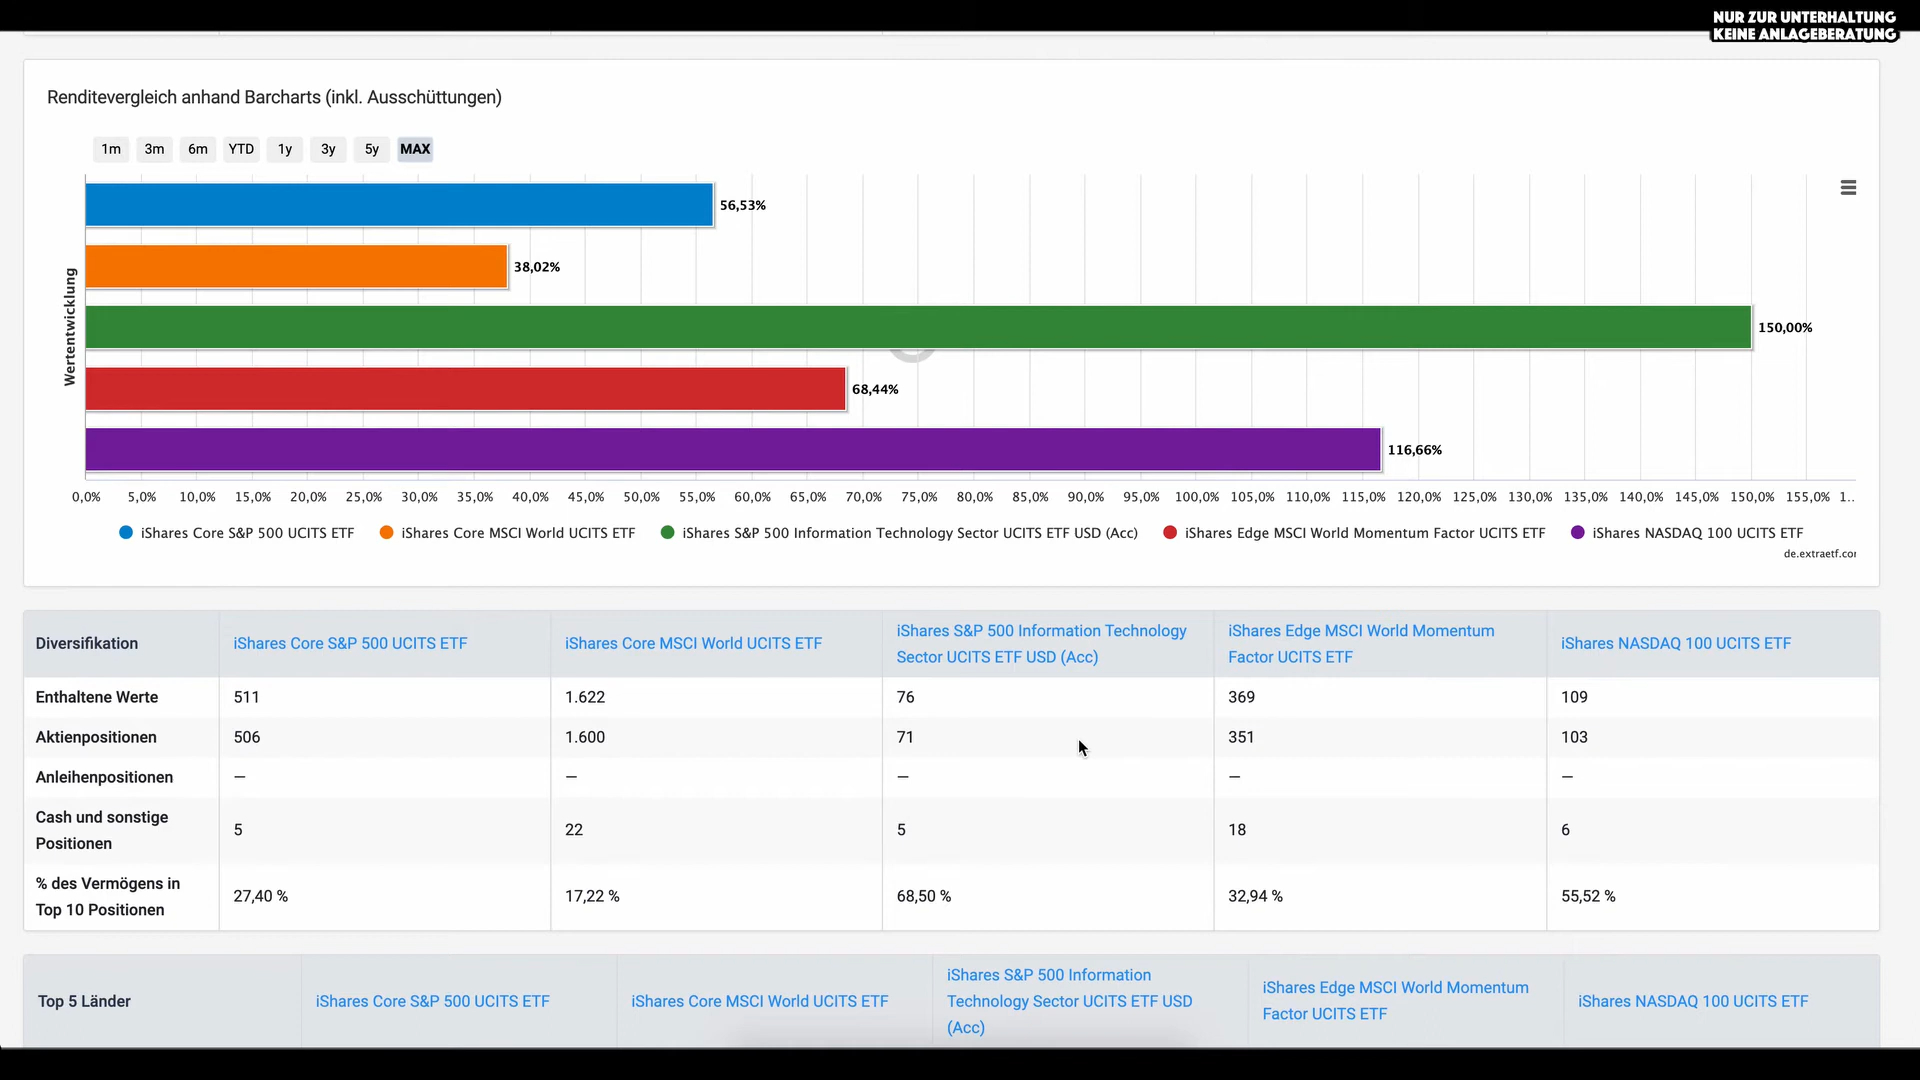 NUR ZUR UNTERHALTUNG
KEINE ANLAGEBERATUNG
Renditevergleich anhand Barcharts (inkl. Ausschüttungen)
1m 3m 6m YTD 1y 3y 5y MAX
Wertentwicklung
56,53%
38,02%
150,00%
68,44%
116,66%
0,0% 5,0% 10,0% 15,0% 20,0% 25,0% 30,0% 35,0% 40,0% 45,0% 50,0% 55,0% 60,0% 65,0% 70,0% 75,0% 80,0% 85,0% 90,0% 95,0% 100,0% 105,0% 110,0% 115,0% 120,0% 125,0% 130,0% 135,0% 140,0% 145,0% 150,0% 155,0% 1..
iShares Core S&P 500 UCITS ETF iShares Core MSCI World UCITS ETF iShares S&P 500 Information Technology Sector UCITS ETF USD (Acc) iShares Edge MSCI World Momentum Factor UCITS ETF iShares NASDAQ 100 UCITS ETF
de.extraetf.cor
Diversifikation iShares Core S&P 500 UCITS ETF iShares Core MSCI World UCITS ETF iShares S&P 500 Information Technology iShares Edge MSCI World Momentum iShares NASDAQ 100 UCITS ETF
Sector UCITS ETF USD (Acc) Factor UCITS ETF
Enthaltene Werte 511 1.622 76 369 109
Aktienpositionen 506 1.600 71 351 103
Anleihenpositionen — — — — —
Cash und sonstige
Positionen 5 22 5 18 6
% des Vermögens in
Top 10 Positionen 27,40 % 17,22 % 68,50 % 32,94 % 55,52 %
Top 5 Länder iShares Core S&P 500 UCITS ETF iShares Core MSCI World UCITS ETF iShares S&P 500 Information iShares Edge MSCI World Momentum iShares NASDAQ 100 UCITS ETF
Technology Sector UCITS ETF USD Factor UCITS ETF
(Acc)